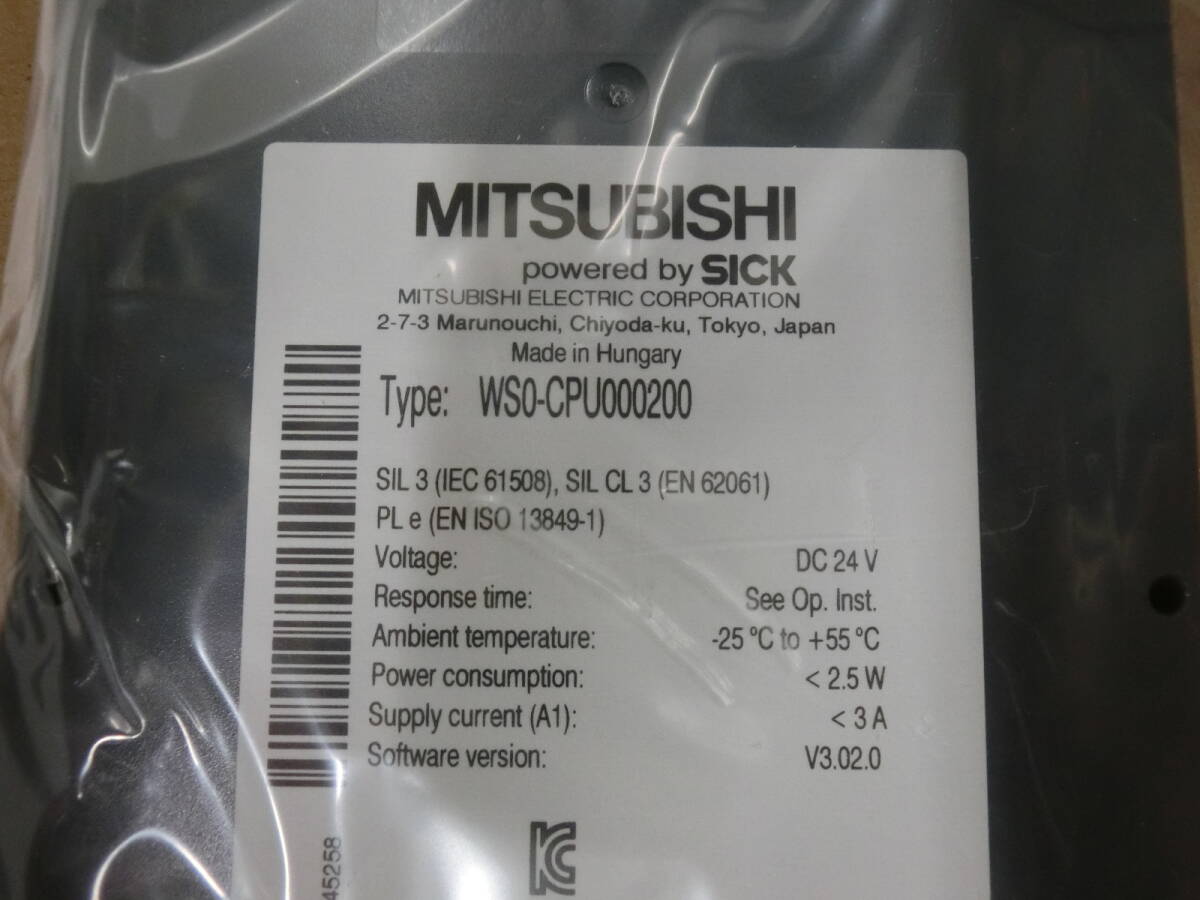 MITSUBISHI
powered by SICK
MITSUBISHI ELECTRIC CORPORATION
2-7-3 Marunouchi, Chiyoda-ku, Tokyo, Japan
Made in Hungary
Type: WS0-CPU000200
SIL 3 (IEC 61508), SIL CL 3 (EN 62061)
PL e (EN ISO 13849-1)
Voltage: DC 24 V
Response time: See Op. Inst.
Ambient temperature: -25 °C to +55 °C
Power consumption: < 2.5 W
Supply current (A1): < 3 A
Software version: V3.02.0
45258
KC